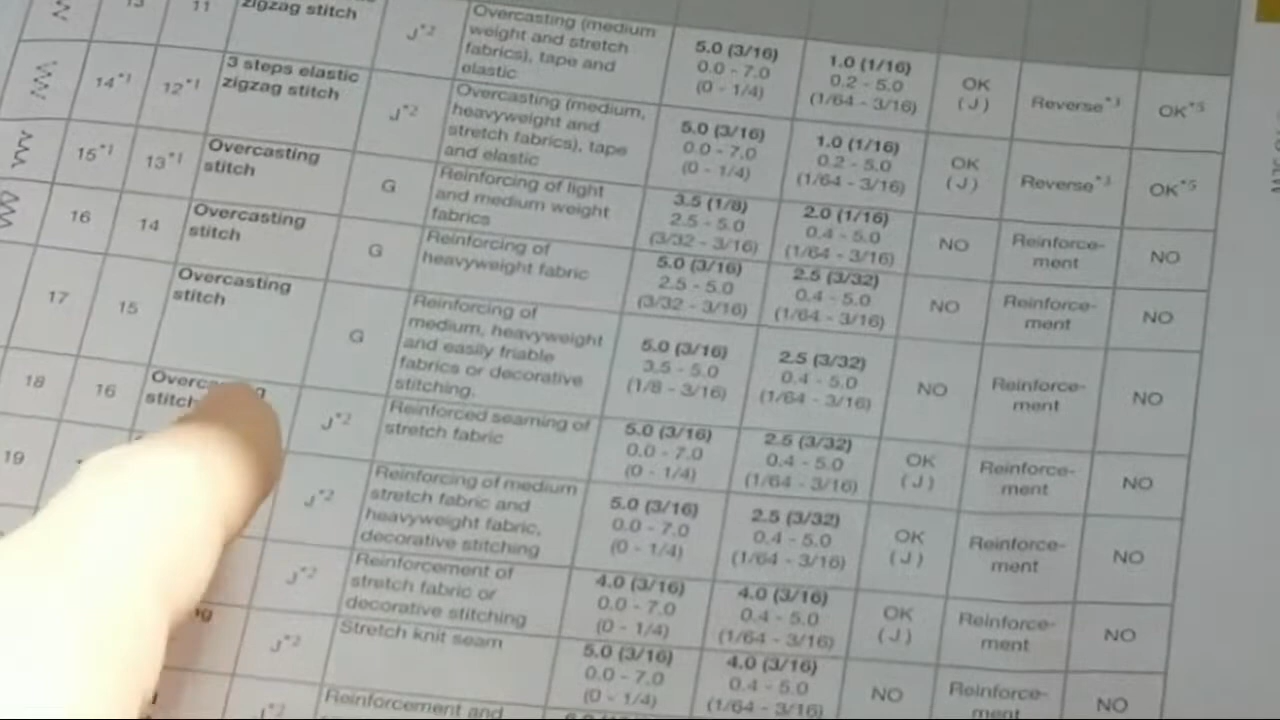 11
zigzag stitch
J*2
Overcasting (medium
weight and stretch
fabrics), tape and
elastic
5.0 (3/16)
0.0 - 7.0
(0 - 1/4)
1.0 (1/16)
0.2 - 5.0
(1/64 - 3/16)
OK
( J )
Reverse*3
OK*5
14*1
12*1
3 steps elastic
zigzag stitch
J*2
Overcasting (medium,
heavyweight and
stretch fabrics), tape
and elastic
5.0 (3/16)
0.0 - 7.0
(0 - 1/4)
1.0 (1/16)
0.2 - 5.0
(1/64 - 3/16)
OK
( J )
Reverse*3
OK*5
15*1
13*1
Overcasting
stitch
G
Reinforcing of light
and medium weight
fabrics
3.5 (1/8)
2.5 - 5.0
(3/32 - 3/16)
2.0 (1/16)
0.4 - 5.0
(1/64 - 3/16)
NO
Reinforce-
ment
NO
16
14
Overcasting
stitch
G
Reinforcing of
heavyweight fabric
5.0 (3/16)
2.5 - 5.0
(3/32 - 3/16)
2.5 (3/32)
0.4 - 5.0
(1/64 - 3/16)
NO
Reinforce-
ment
NO
17
15
Overcasting
stitch
G
Reinforcing of
medium, heavyweight
and easily friable
fabrics or decorative
stitching.
5.0 (3/16)
3.5 - 5.0
(1/8 - 3/16)
2.5 (3/32)
0.4 - 5.0
(1/64 - 3/16)
NO
Reinforce-
ment
NO
18
16
Overcasting
stitch
J*2
Reinforced seaming of
stretch fabric
5.0 (3/16)
0.0 - 7.0
(0 - 1/4)
2.5 (3/32)
0.4 - 5.0
(1/64 - 3/16)
OK
( J )
Reinforce-
ment
NO
19
J*2
Reinforcing of medium
stretch fabric and
heavyweight fabric,
decorative stitching
5.0 (3/16)
0.0 - 7.0
(0 - 1/4)
2.5 (3/32)
0.4 - 5.0
(1/64 - 3/16)
OK
( J )
Reinforce-
ment
NO
J*2
Reinforcement of
stretch fabric or
decorative stitching
4.0 (3/16)
0.0 - 7.0
(0 - 1/4)
4.0 (3/16)
0.4 - 5.0
(1/64 - 3/16)
OK
( J )
Reinforce-
ment
NO
J*2
Stretch knit seam
5.0 (3/16)
0.0 - 7.0
(0 - 1/4)
4.0 (3/16)
0.4 - 5.0
(1/64 - 3/16)
NO
Reinforce-
ment
NO
J*2
Reinforcement and